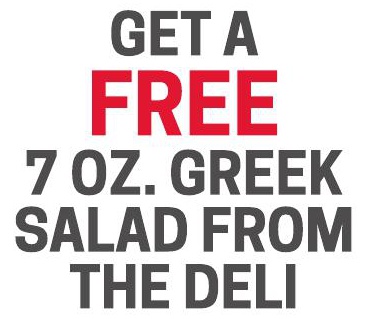 GET A
FREE
7 OZ. GREEK
SALAD FROM
THE DELI